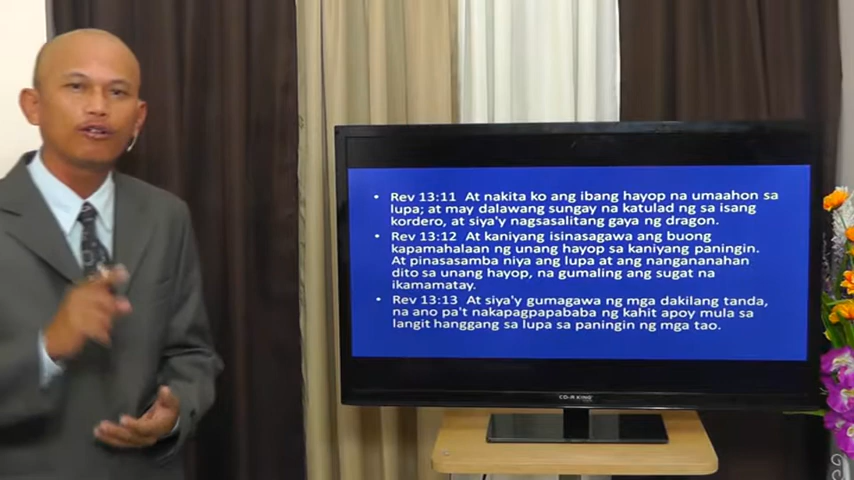 • Rev 13:11 At nakita ko ang ibang hayop na umaahon sa
lupa; at may dalawang sungay na katulad ng sa isang
kordero, at siya'y nagsasalitang gaya ng dragon.
• Rev 13:12 At kaniyang isinasagawa ang buong
kapamahalaan ng unang hayop sa kaniyang paningin.
At pinasasamba niya ang lupa at ang nangananahan
dito sa unang hayop, na gumaling ang sugat na
ikamamatay.
• Rev 13:13 At siya'y gumagawa ng mga dakilang tanda,
na ano pa't nakapagpapababa ng kahit apoy mula sa
langit hanggang sa lupa sa paningin ng mga tao.